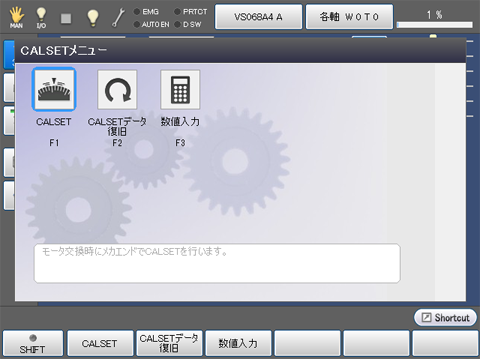 MAN
I/O
EMG
PRTCT
AUTO EN
D SW
VS068A4 A
各軸 W0T0
1 %
CALSETメニュー
CALSET
CALSETデータ
復旧
数値入力
F1
F2
F3
モータ交換時にメカエンドでCALSETを行います。
Shortcut
SHIFT
CALSET
CALSETデータ
復旧
数値入力